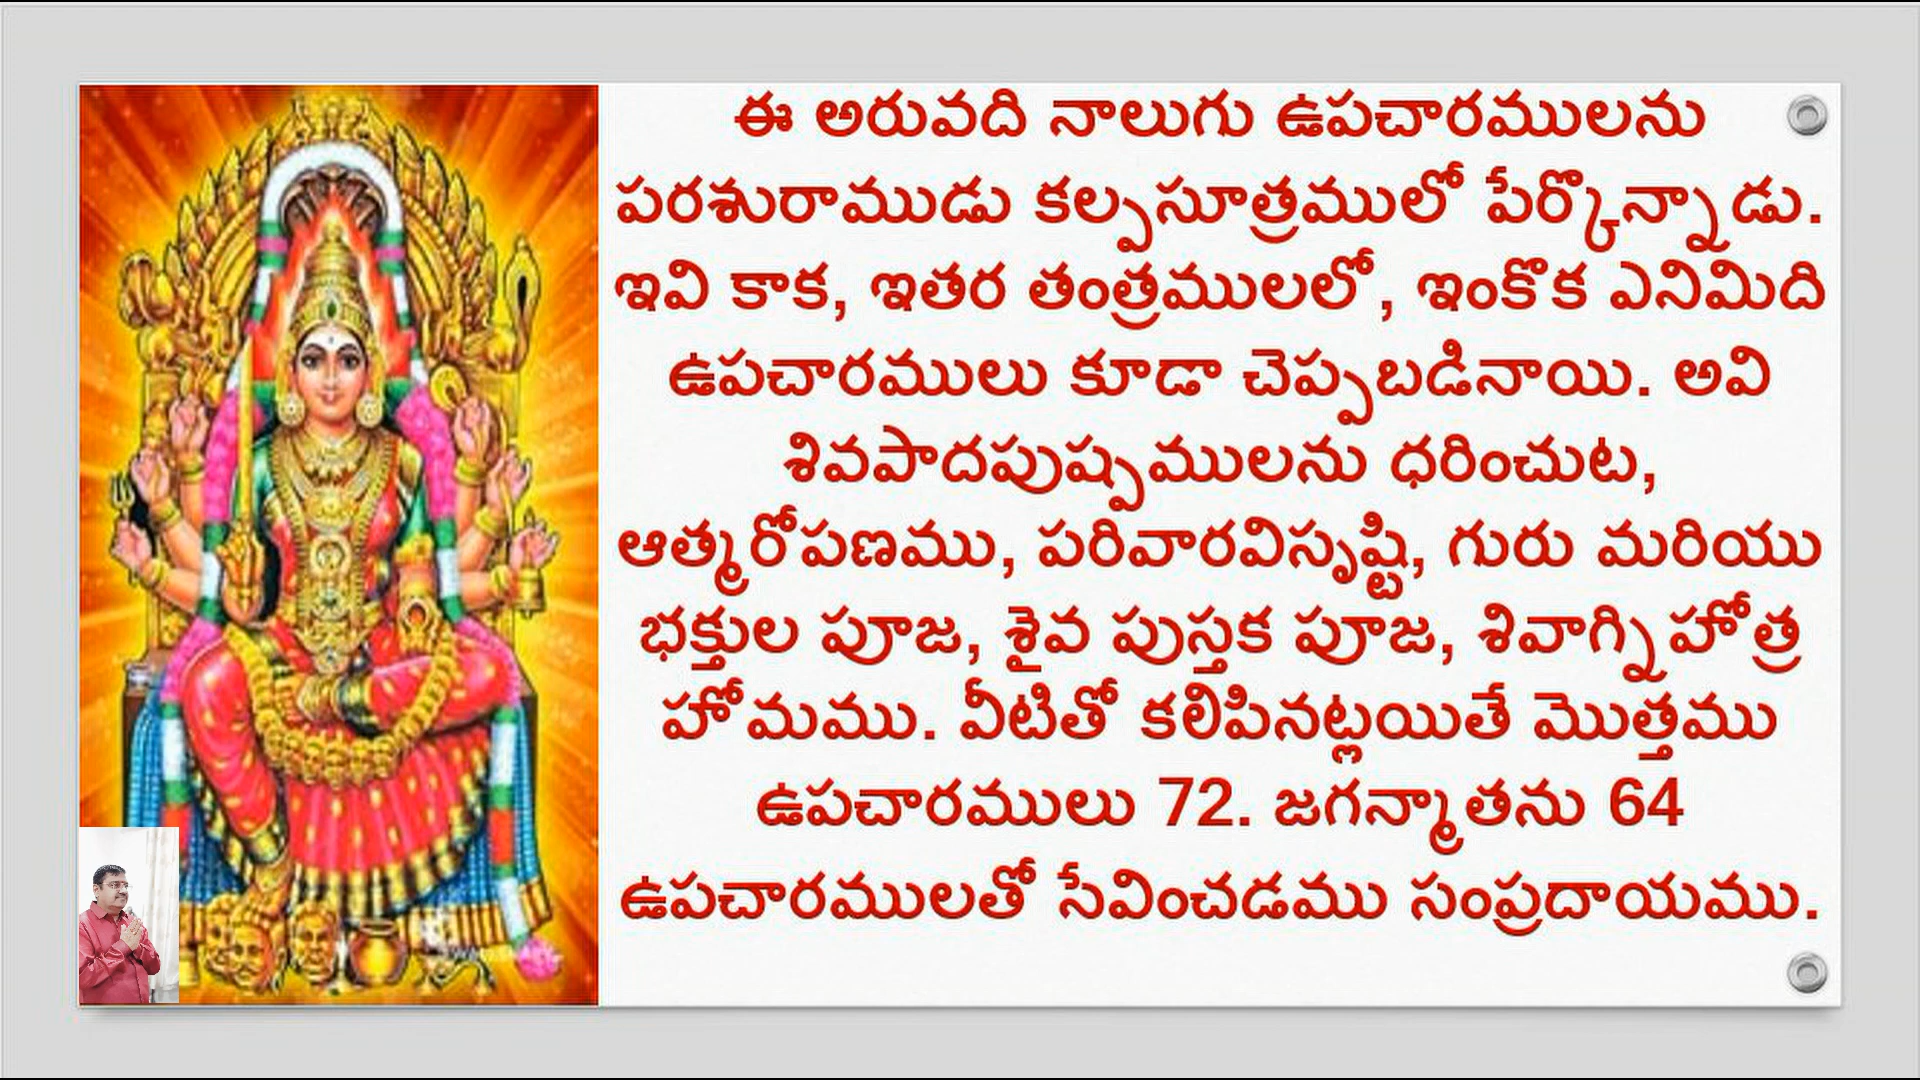 ఈ అరువది నాలుగు ఉపచారములను
పరశురాముడు కల్పసూత్రములో పేర్కొన్నాడు.
ఇవి కాక, ఇతర తంత్రములలో, ఇంకొక ఎనిమిది
ఉపచారములు కూడా చెప్పబడినాయి. అవి
శివపాదపుష్పములను ధరించుట,
ఆత్మరోపణము, పరివారవిసృష్టి, గురు మరియు
భక్తుల పూజ, శైవ పుస్తక పూజ, శివాగ్నిహోత్ర
హోమము. వీటితో కలిపినట్లయితే మొత్తము
ఉపచారములు 72. జగన్మాతను 64
ఉపచారములతో సేవించడము సంప్రదాయము.